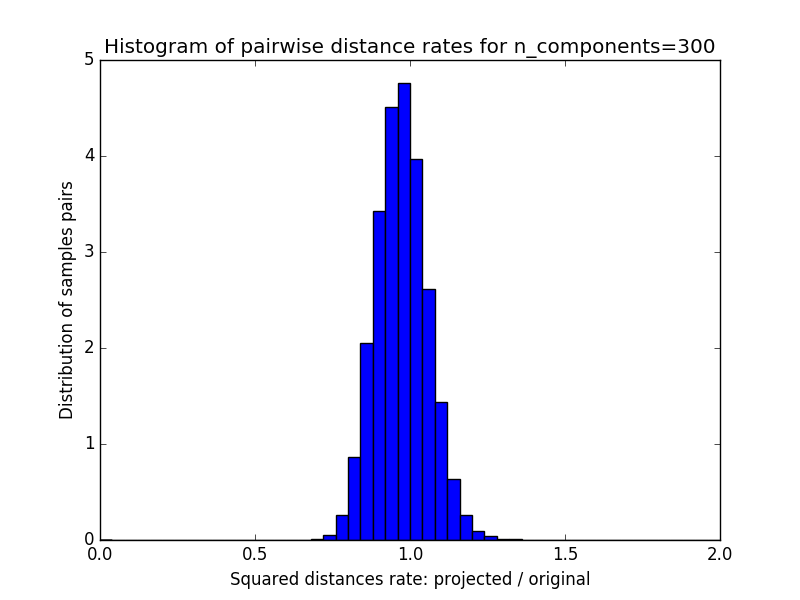 Histogram of pairwise distance rates for n_components=300
5
4
3
2
1
0
Distribution of samples pairs
0.0 0.5 1.0 1.5 2.0
Squared distances rate: projected / original